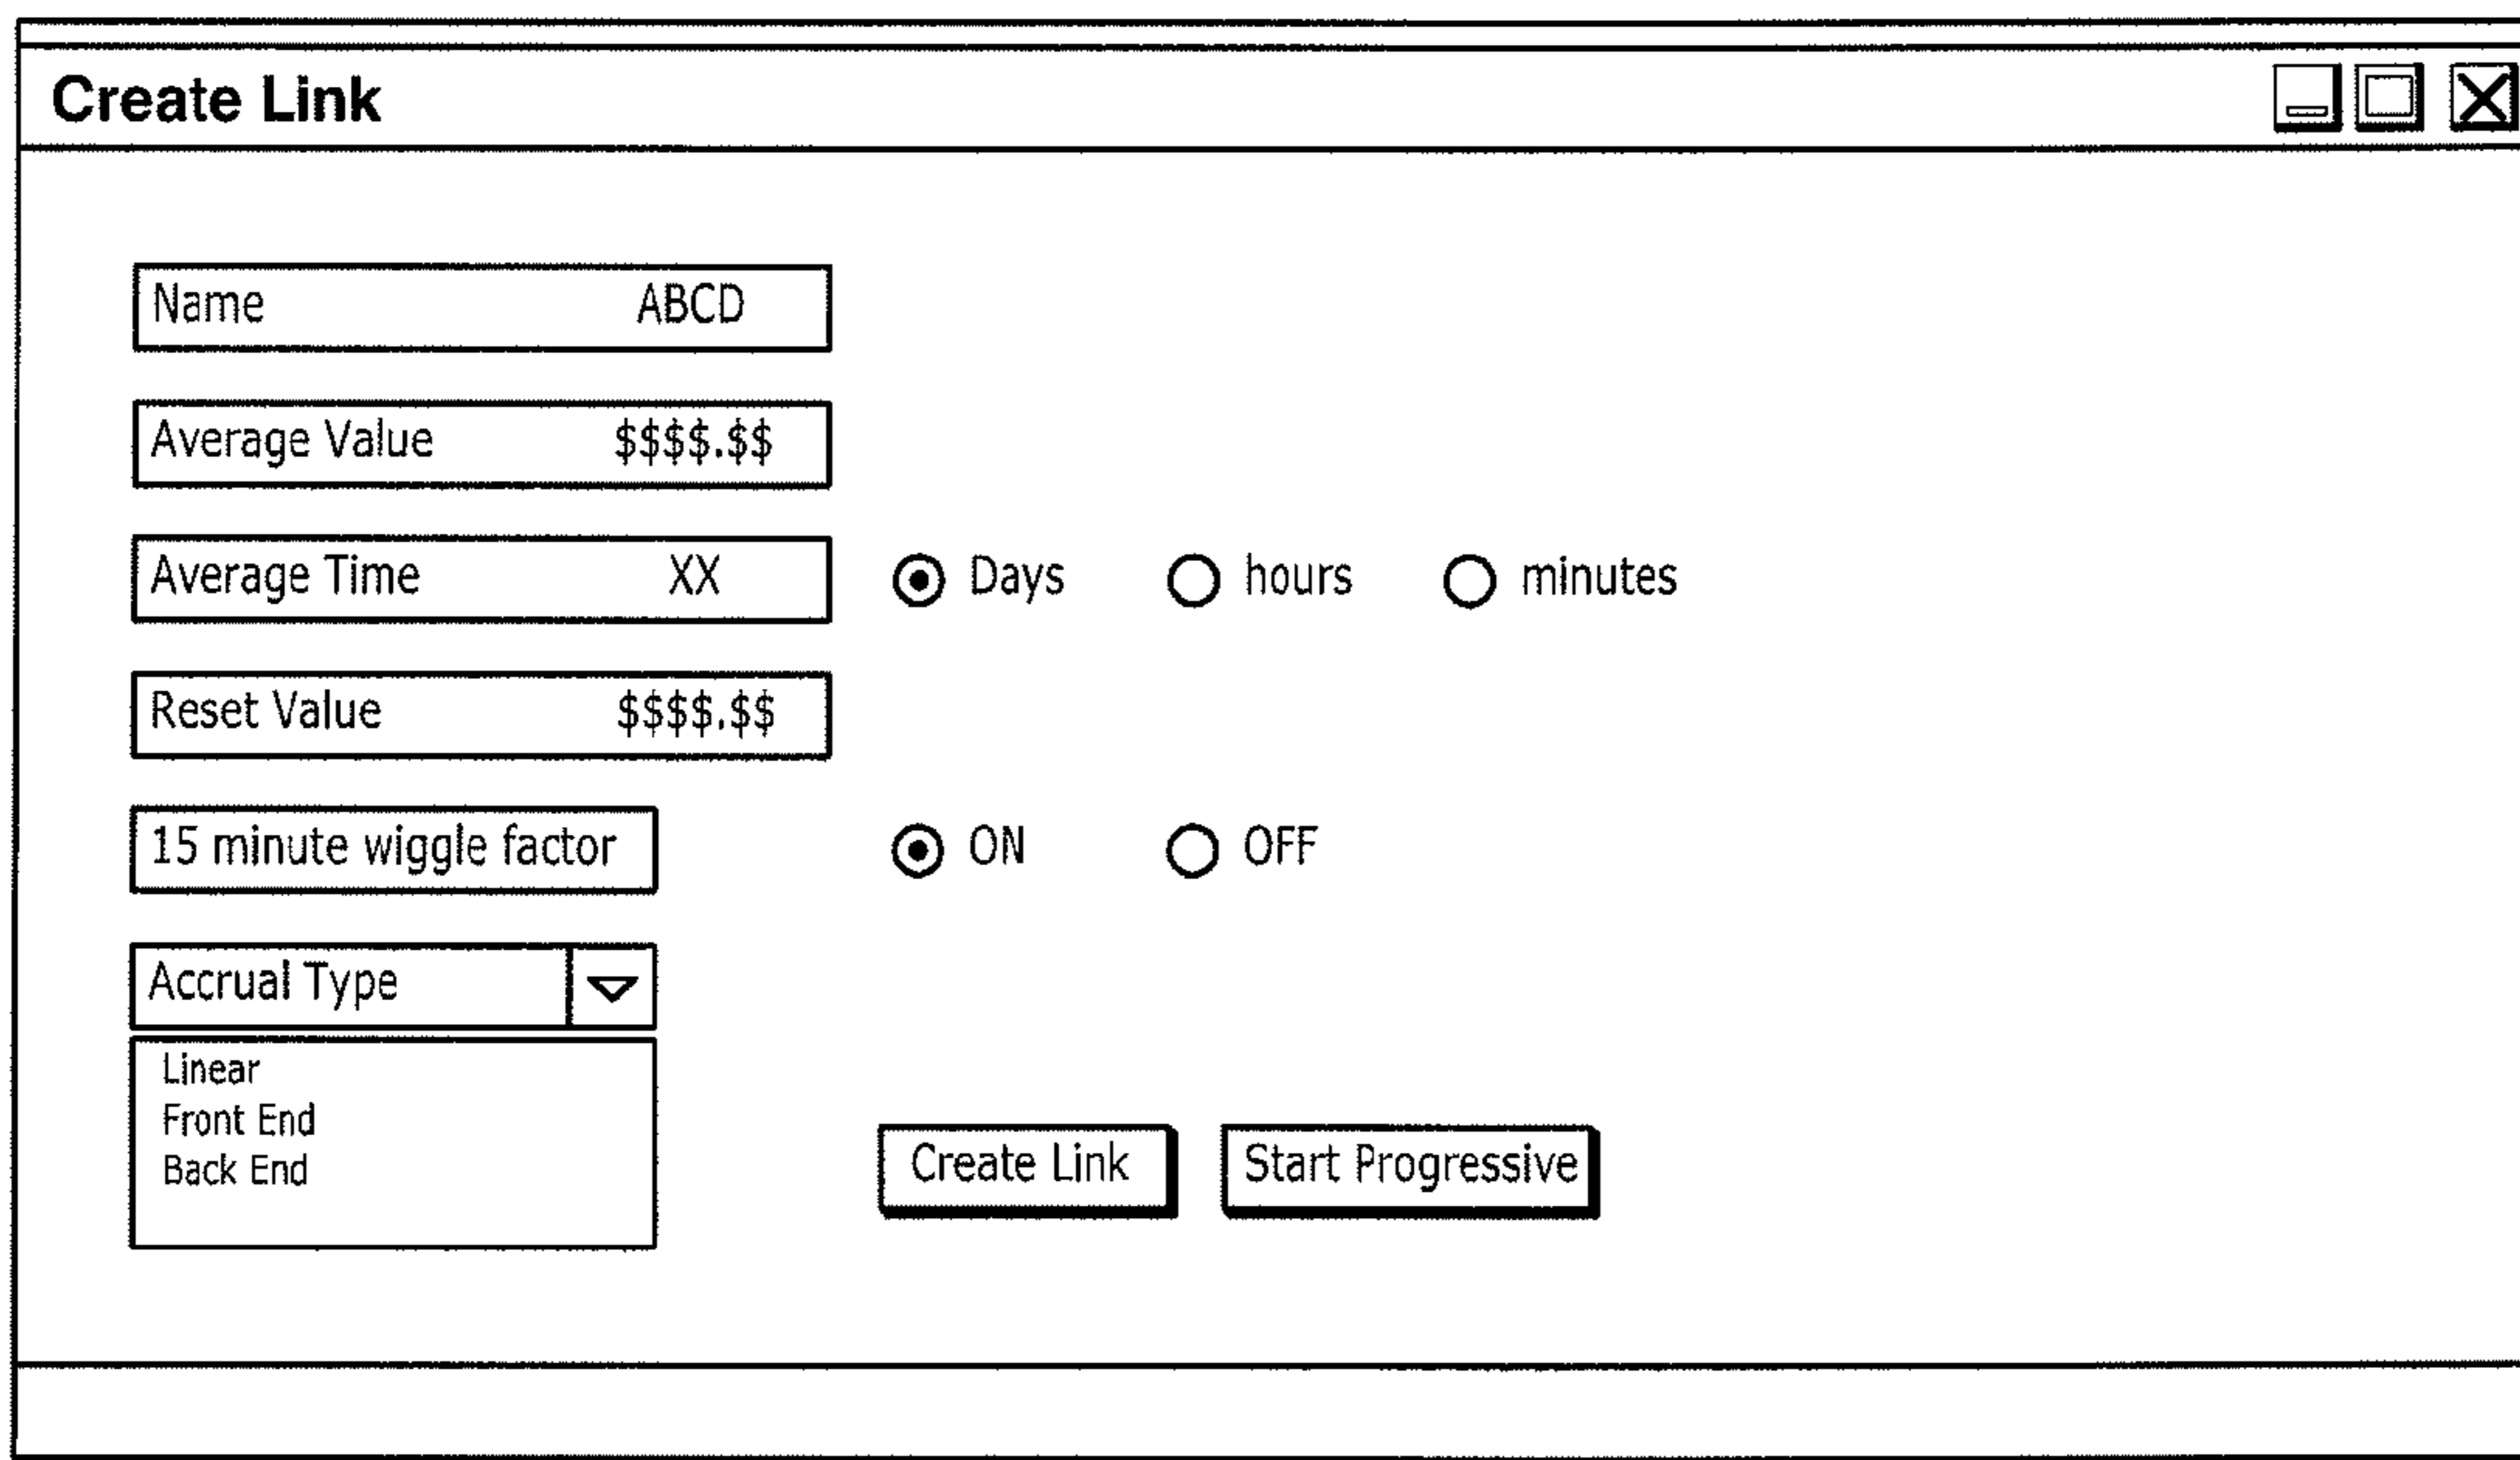 Create Link
Name ABCD
Average Value $$$$.$$
Average Time XX Days hours minutes
Reset Value $$$$.$$
15 minute wiggle factor ON OFF
Accrual Type
Linear
Front End
Back End
Create Link Start Progressive